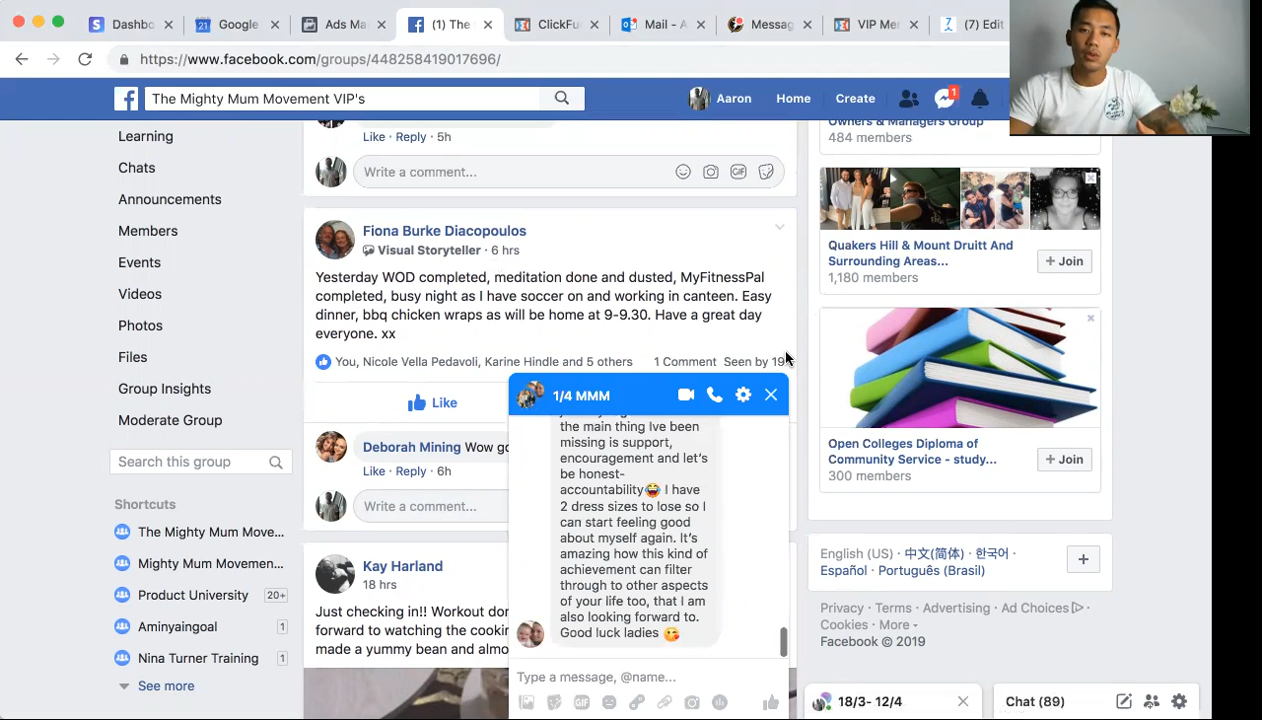 Dashbo
Google
Ads Ma
(1) The
ClickFu
Mail - A
Messag
VIP Me
(7) Edit
https://www.facebook.com/groups/448258419017696/
The Mighty Mum Movement VIP's
Aaron
Home
Create
1
Learning
Chats
Announcements
Members
Events
Videos
Photos
Files
Group Insights
Moderate Group
Search this group
Shortcuts
The Mighty Mum Move...
Mighty Mum Movemen...
Product University 20+
Aminyaingoal 1
Nina Turner Training 1
See more
Like · Reply · 5h
Write a comment...
Fiona Burke Diacopoulos
Visual Storyteller · 6 hrs
Yesterday WOD completed, meditation done and dusted, MyFitnessPal
completed, busy night as I have soccer on and working in canteen. Easy
dinner, bbq chicken wraps as will be home at 9-9.30. Have a great day
everyone. xx
You, Nicole Vella Pedavoli, Karine Hindle and 5 others 1 Comment Seen by 19
Like
Deborah Mining Wow go
Like · Reply · 6h
Write a comment...
Kay Harland
18 hrs
Just checking in!! Workout don
forward to watching the cookin
made a yummy bean and almo
1/4 MMM
the main thing Ive been
missing is support,
encouragement and let's
be honest-
accountability😂 I have
2 dress sizes to lose so I
can start feeling good
about myself again. It's
amazing how this kind of
achievement can filter
through to other aspects
of your life too, that I am
also looking forward to.
Good luck ladies 😘
Type a message, @name...
GIF
Owners & Managers Group
484 members
Quakers Hill & Mount Druitt And
Surrounding Areas...
1,180 members
+ Join
Open Colleges Diploma of
Community Service - study...
300 members
+ Join
English (US) · 中文(简体) · 한국어 ·
Español · Português (Brasil)
Privacy · Terms · Advertising · Ad Choices ·
Cookies · More
Facebook © 2019
18/3- 12/4
Chat (89)